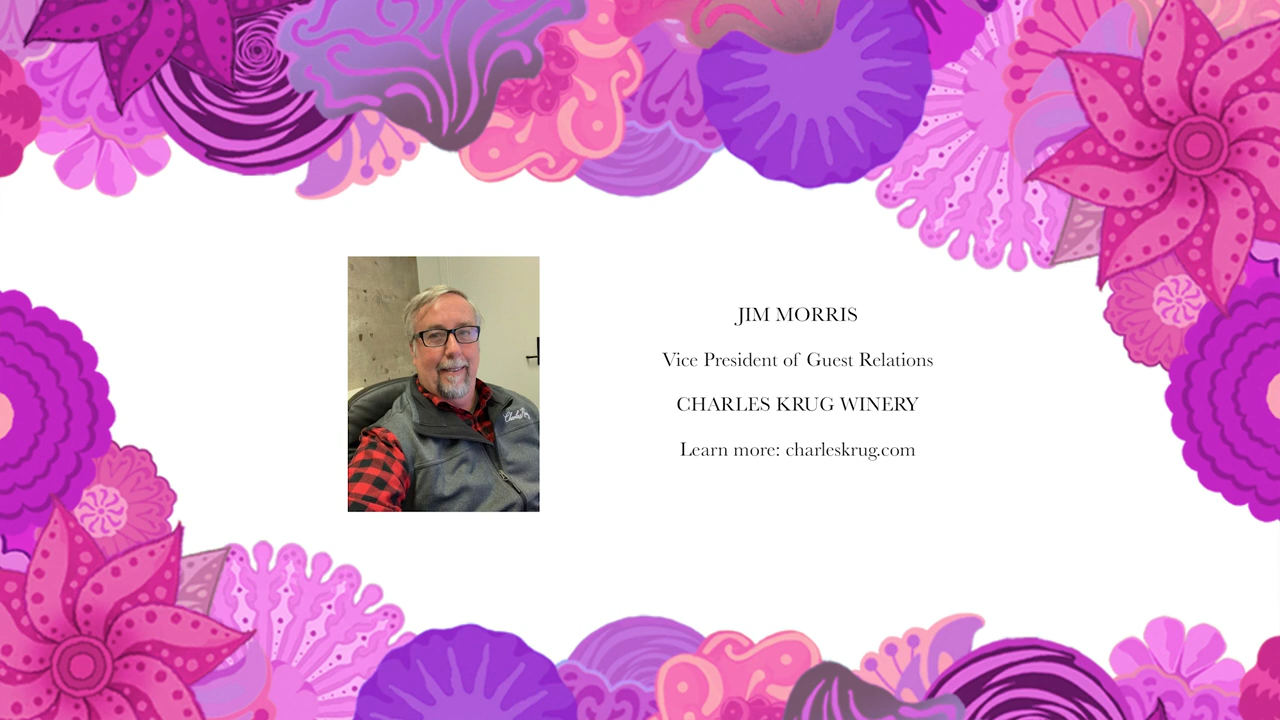 JIM MORRIS
Vice President of Guest Relations
CHARLES KRUG WINERY
Learn more: charleskrug.com